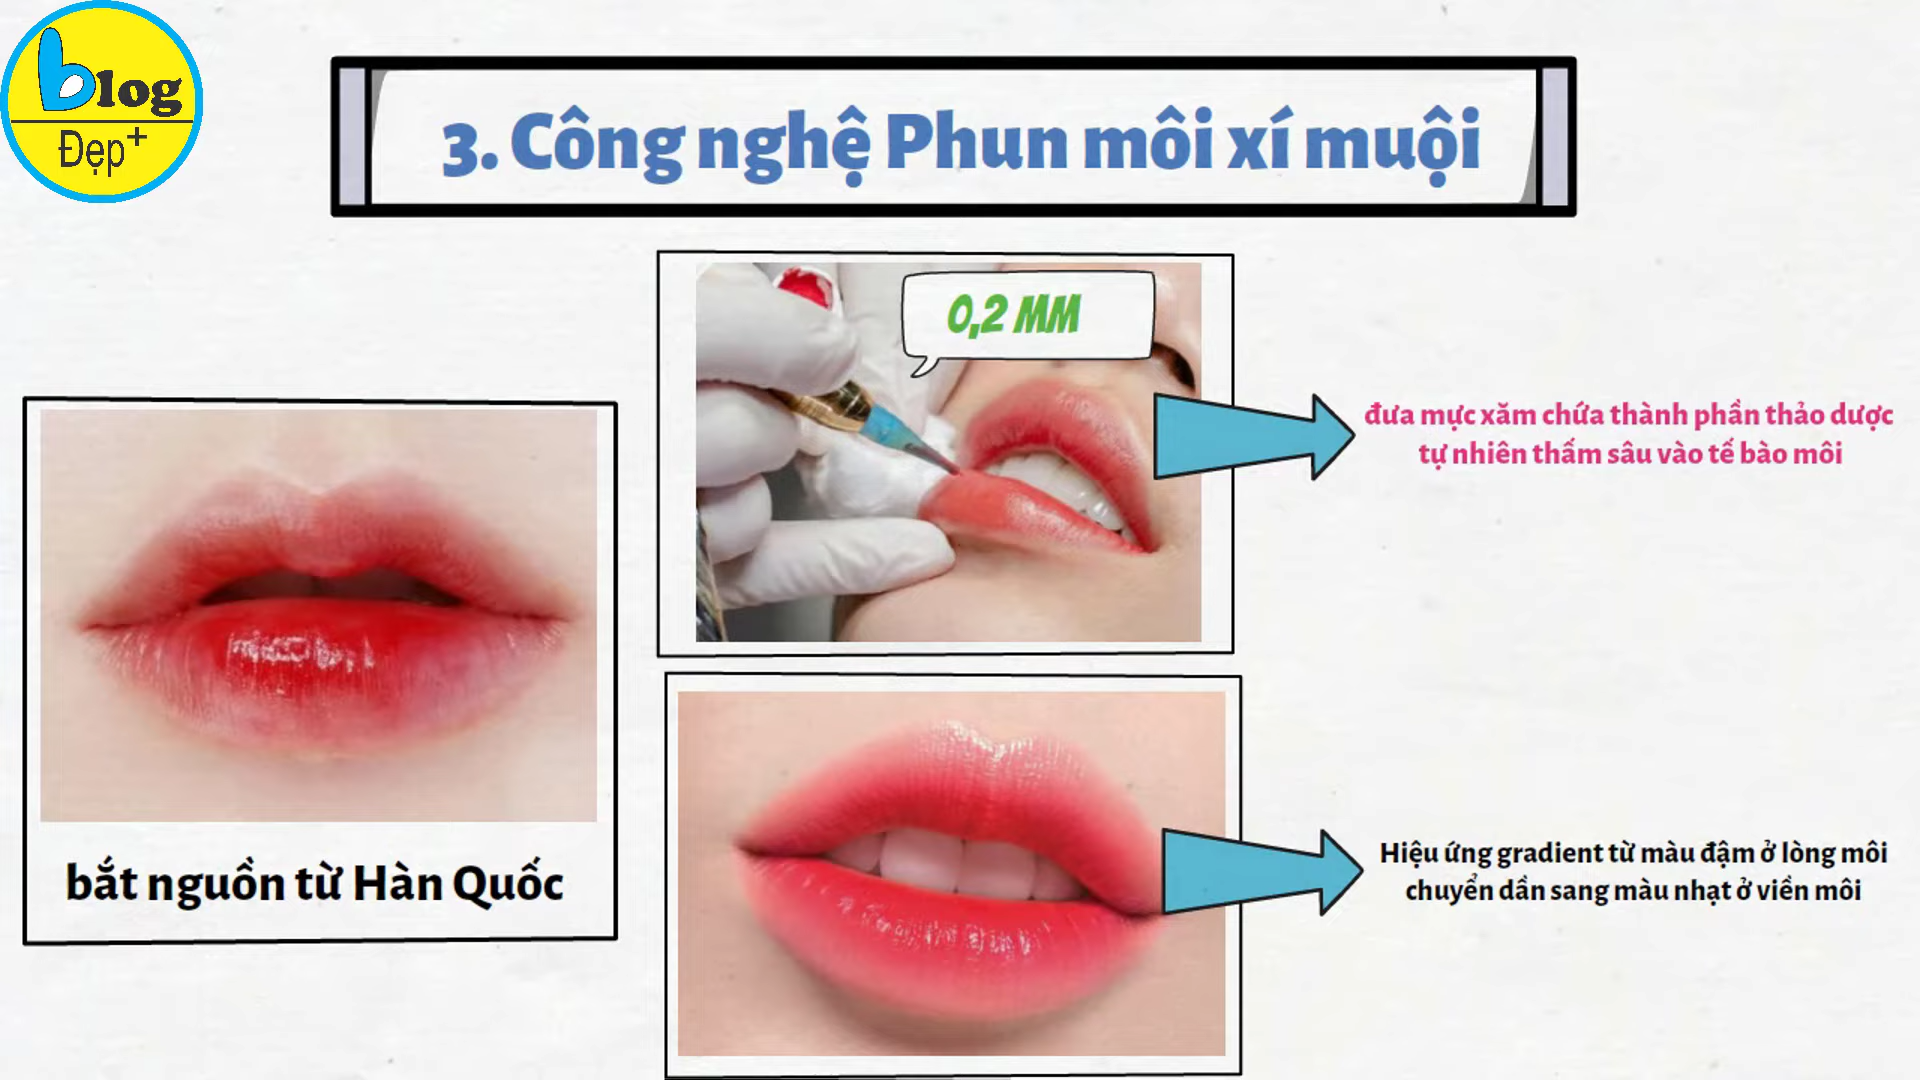 blog
Đẹp+
3. Công nghệ Phun môi xí muội
0,2 MM
đưa mực xăm chứa thành phần thảo dược
tự nhiên thấm sâu vào tế bào môi
bắt nguồn từ Hàn Quốc
Hiệu ứng gradient từ màu đậm ở lòng môi
chuyển dần sang màu nhạt ở viền môi